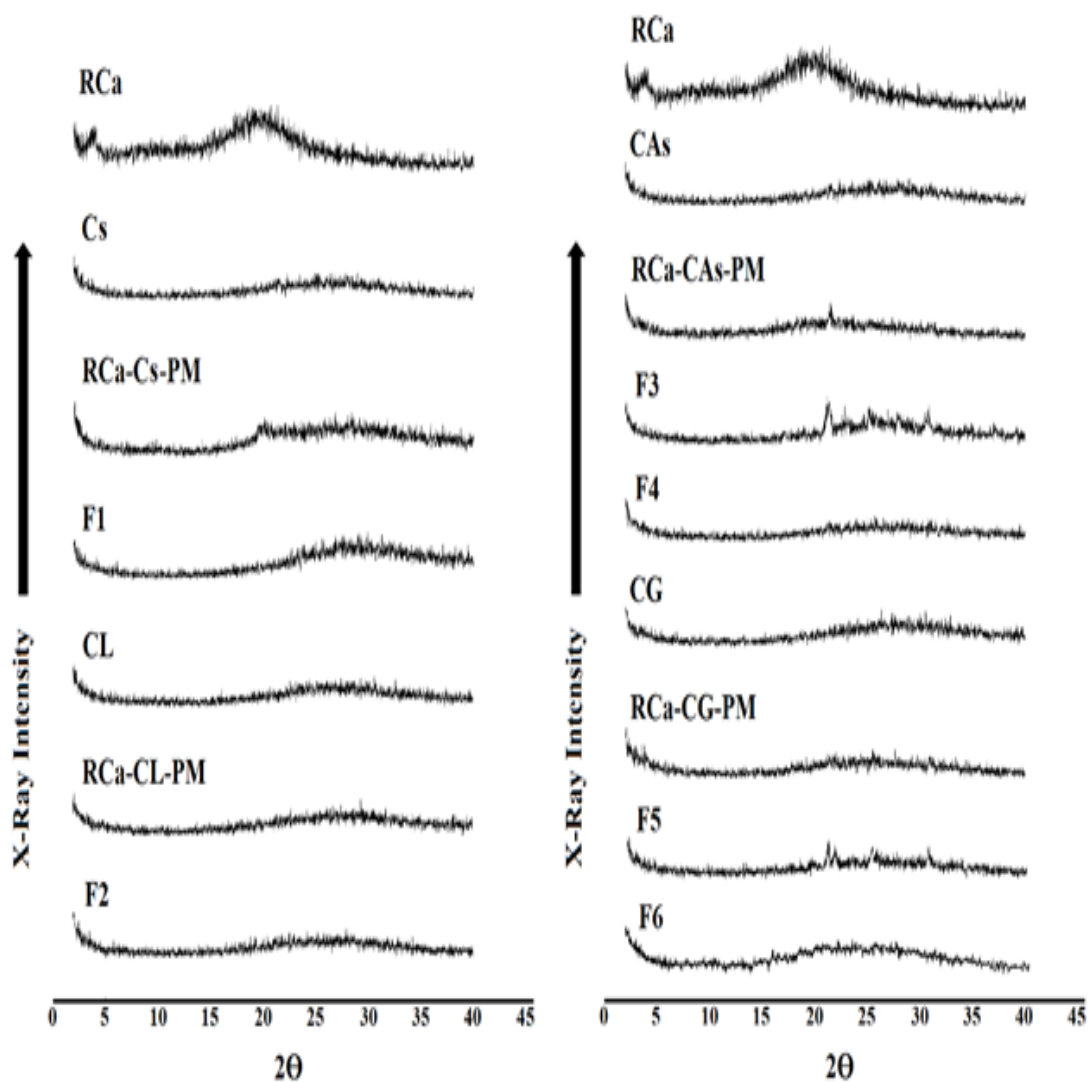 RCa
Cs
RCa-Cs-PM
F1
CL
RCa-CL-PM
F2
X-Ray Intensity
0 5 10 15 20 25 30 35 40 45
2θ
RCa
CAs
RCa-CAs-PM
F3
F4
CG
RCa-CG-PM
F5
F6
X-Ray Intensity
0 5 10 15 20 25 30 35 40 45
2θ